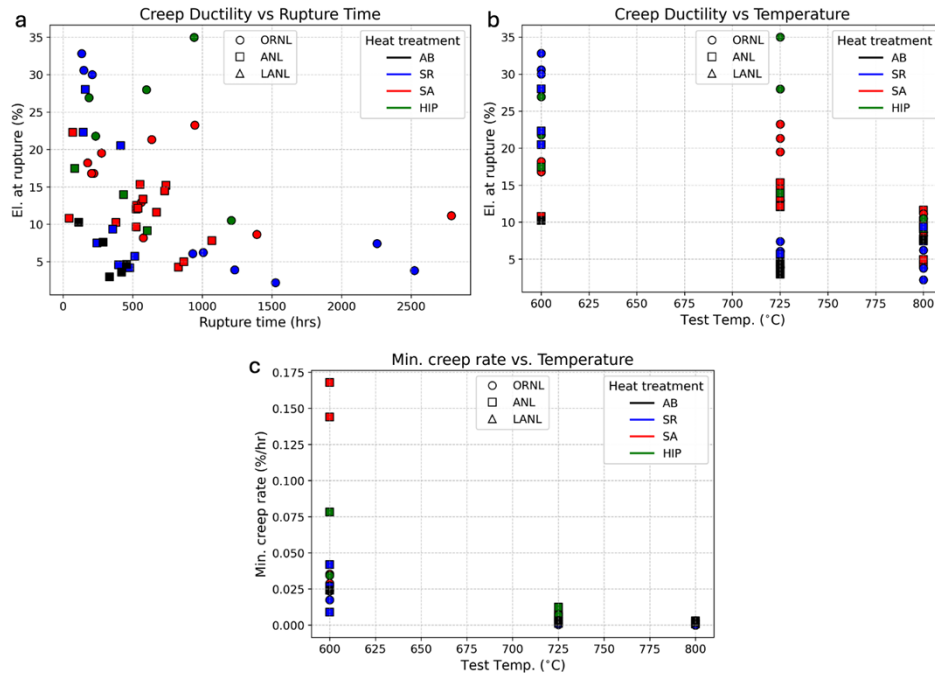 a
Creep Ductility vs Rupture Time
El. at rupture (%)
35
30
25
20
15
10
5
ORNL
ANL
LANL
Heat treatment
AB
SR
SA
HIP
0 500 1000 1500 2000 2500
Rupture time (hrs)
b
Creep Ductility vs Temperature
El. at rupture (%)
35
30
25
20
15
10
5
ORNL
ANL
LANL
Heat treatment
AB
SR
SA
HIP
600 625 650 675 700 725 750 775 800
Test Temp. (°C)
c
Min. creep rate vs. Temperature
Min. creep rate (%/hr)
0.175
0.150
0.125
0.100
0.075
0.050
0.025
0.000
ORNL
ANL
LANL
Heat treatment
AB
SR
SA
HIP
600 625 650 675 700 725 750 775 800
Test Temp. (°C)